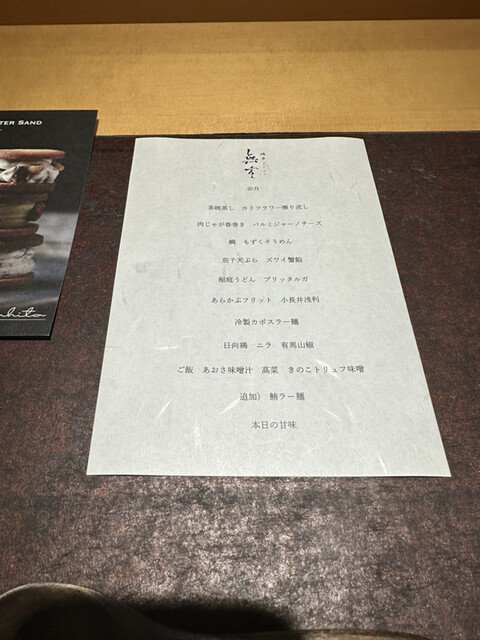 TER SAND
無雲
卯月
茶碗蒸し カリフラワー擦り流し
肉じゃが春巻き パルミジャーノチーズ
鯛 もずくそうめん
茄子天ぷら ズワイ蟹餡
稲庭うどん ブリッタルガ
あらかぶフリット 小長井浅利
冷製カボスラー麺
日向鶏 ニラ 有馬山椒
ご飯 あおさ味噌汁 高菜 きのこトリュフ味噌
追加) 鮪ラー麺
本日の甘味